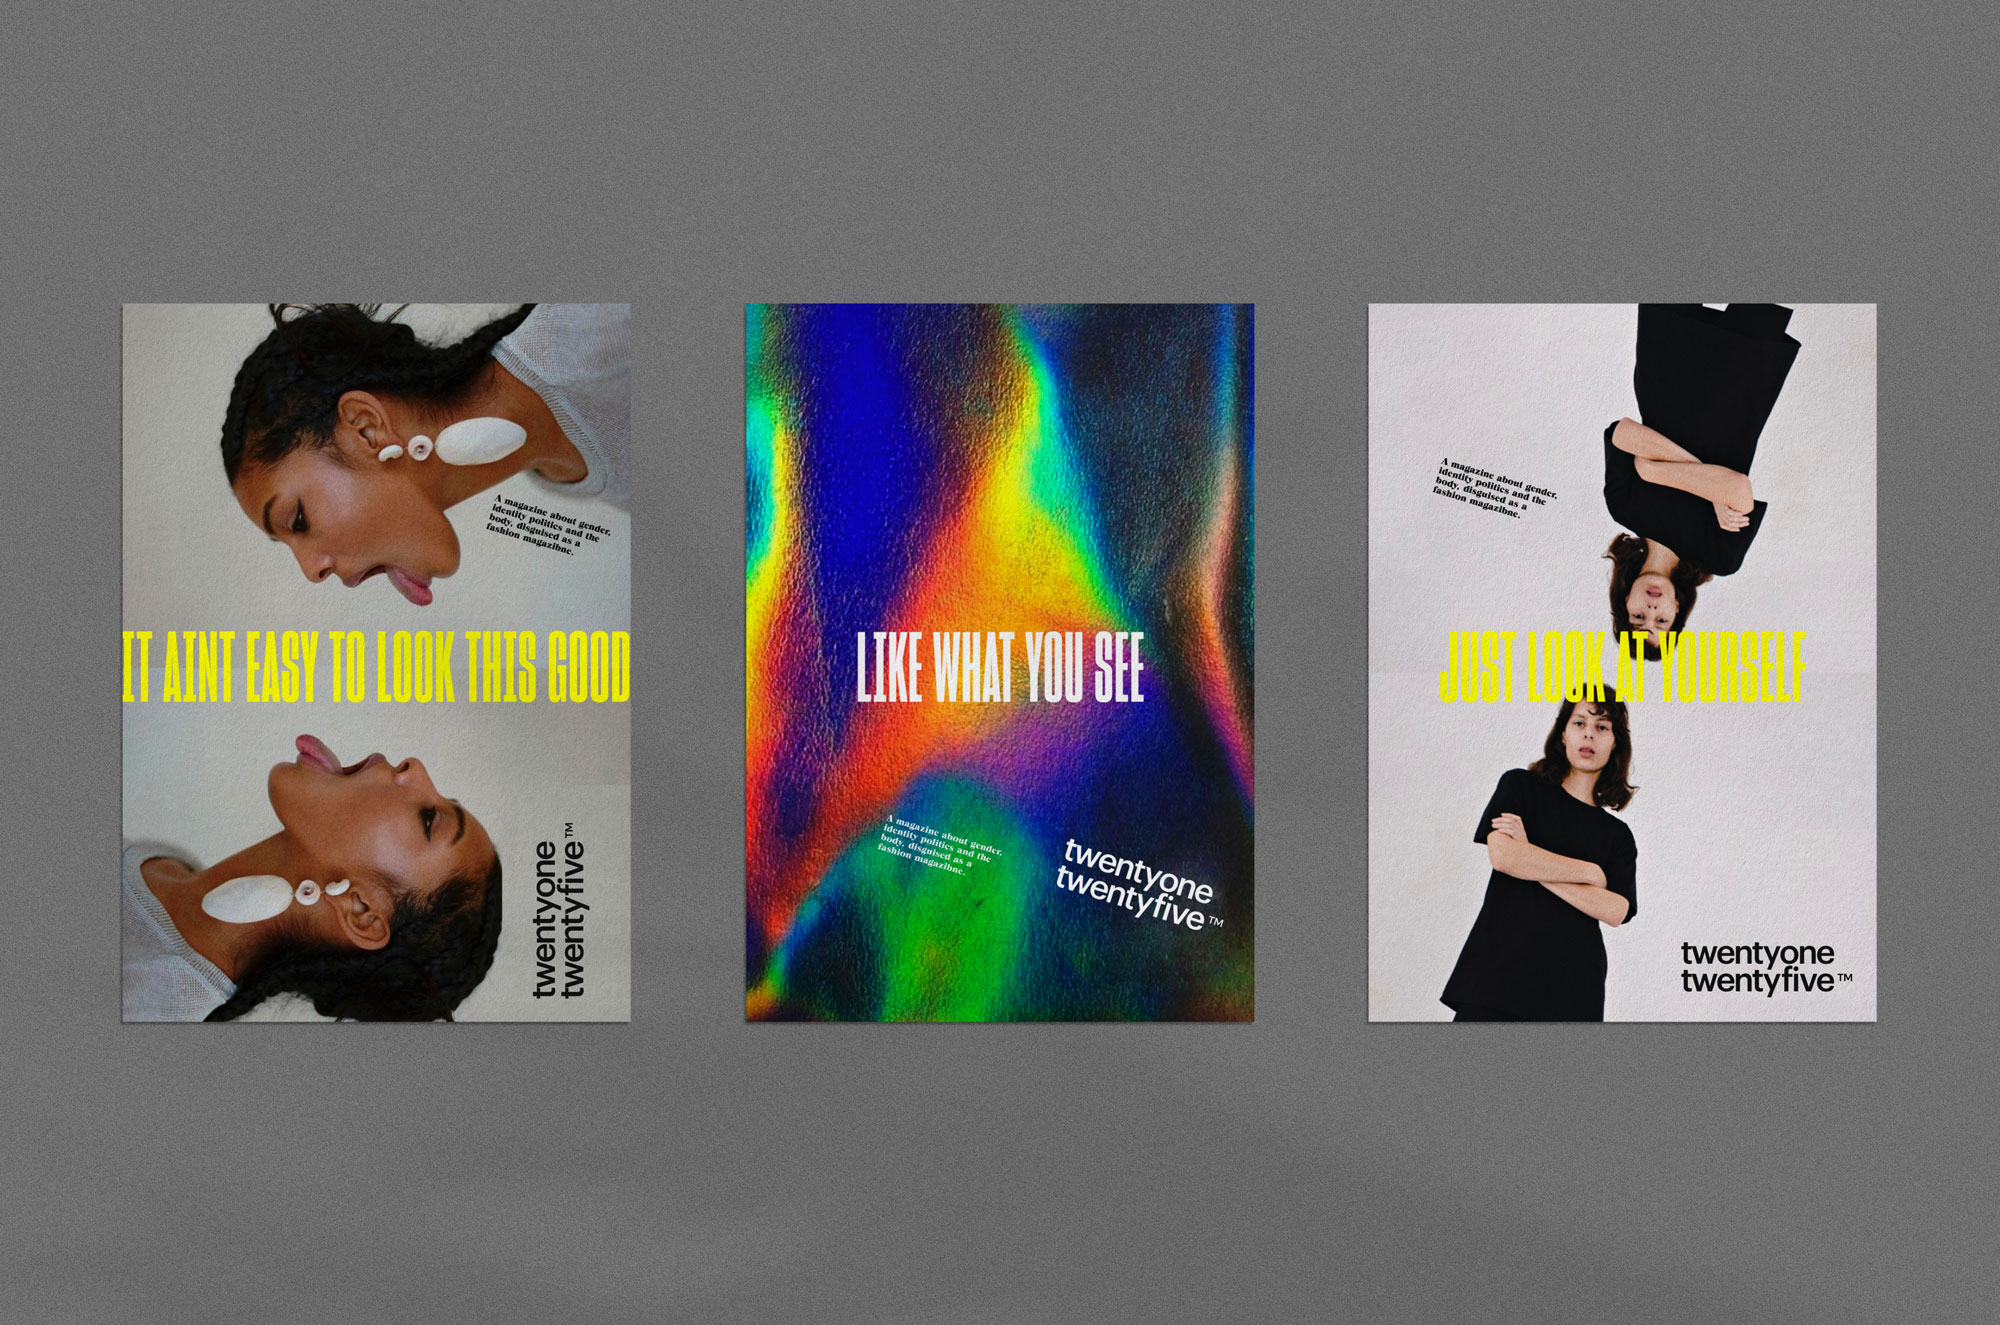 A magazine about gender,
identity politics and the
body, disguised as a
fashion magazibne.
IT AINT EASY TO LOOK THIS GOOD
twentyone
twentyfive™
LIKE WHAT YOU SEE
A magazine about gender,
identity politics and the
body, disguised as a
fashion magazibne.
twentyone
twentyfive™
A magazine about gender,
identity politics and the
body, disguised as a
fashion magazibne.
JUST LOOK AT YOURSELF
twentyone
twentyfive™